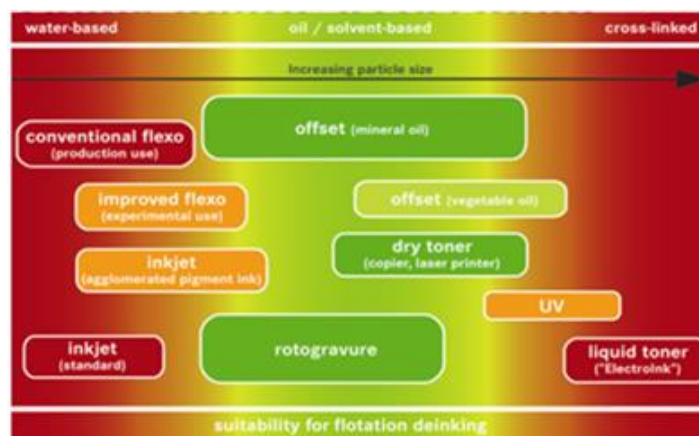 water-based oil / solvent-based cross-linked
Increasing particle size
offset (mineral oil)
conventional flexo
(production use)
improved flexo
(experimental use)
offset (vegetable oil)
inkjet
(agglomerated pigment ink)
dry toner
(copier, laser printer)
UV
inkjet
(standard)
rotogravure
liquid toner
("ElectroInk")
suitability for flotation deinking